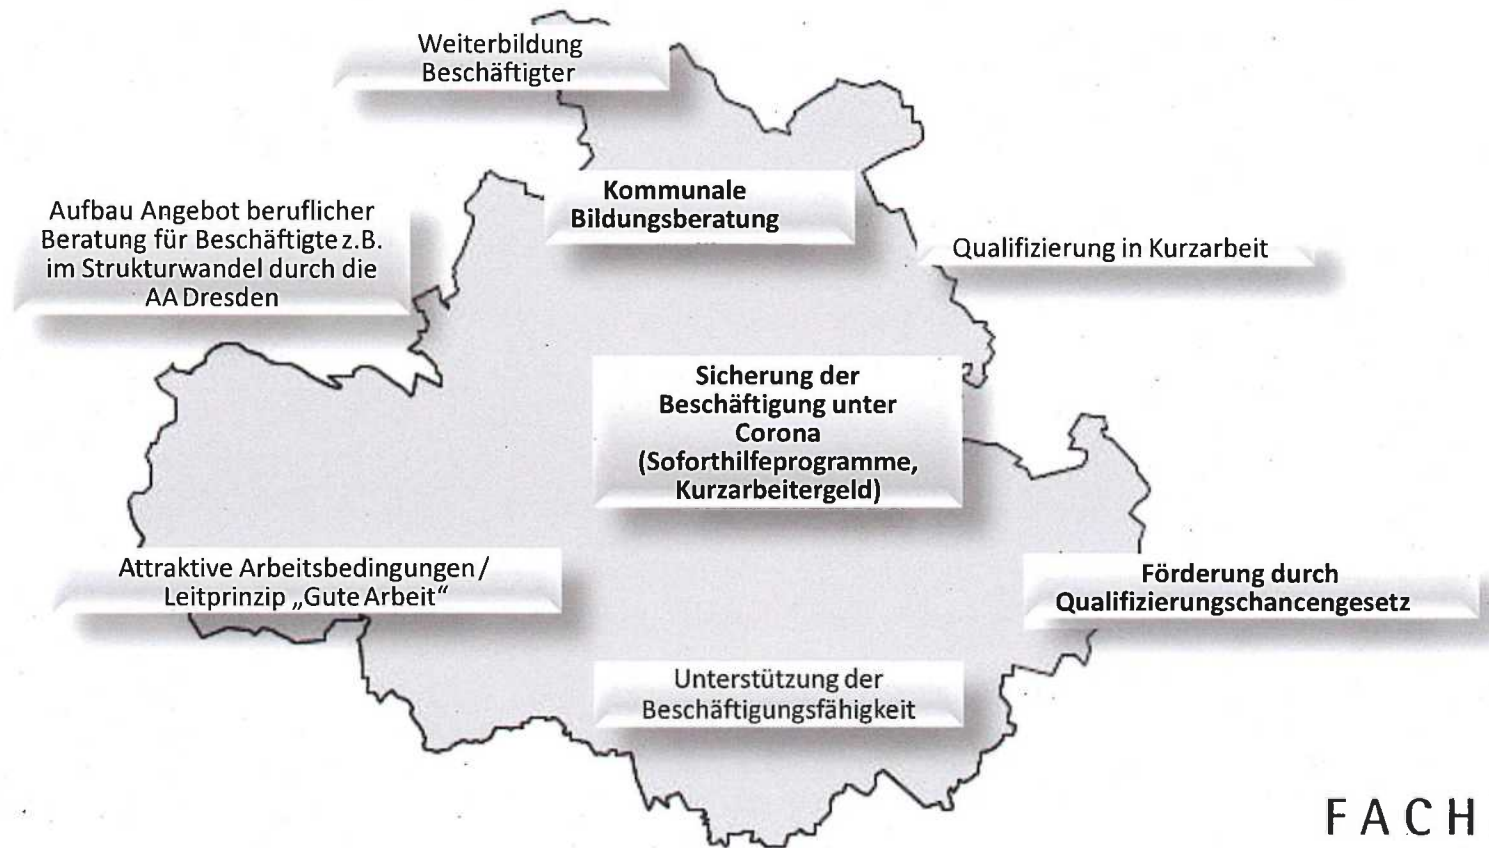 Weiterbildung
Beschäftigter
Kommunale
Bildungsberatung
...
Aufbau Angebot beruflicher
Beratung für Beschäftigte z.B.
im Strukturwandel durch die
AA Dresden
Qualifizierung in Kurzarbeit
Sicherung der
Beschäftigung unter
Corona
(Soforthilfeprogramme,
Kurzarbeitergeld)
Attraktive Arbeitsbedingungen/
Leitprinzip „Gute Arbeit“
Förderung durch
Qualifizierungschancengesetz
Unterstützung der
Beschäftigungsfähigkeit
FACH